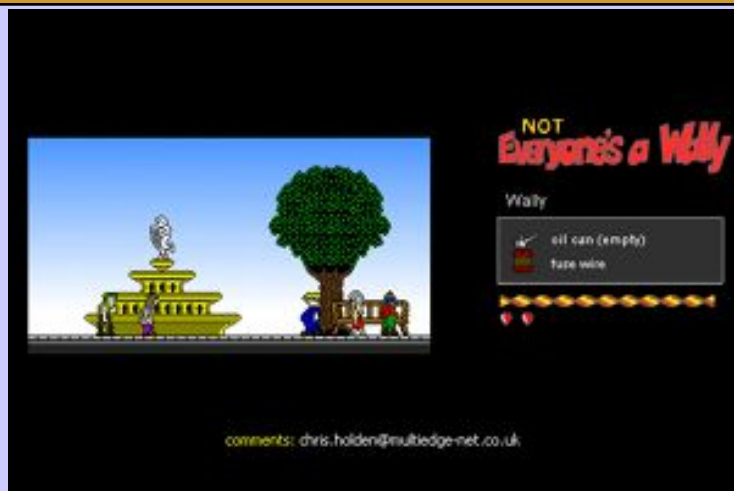 NOT
Everyone's a Wally
Wally
oil can (empty)
fuse wire
comments: chris.holden@multiedge-net.co.uk